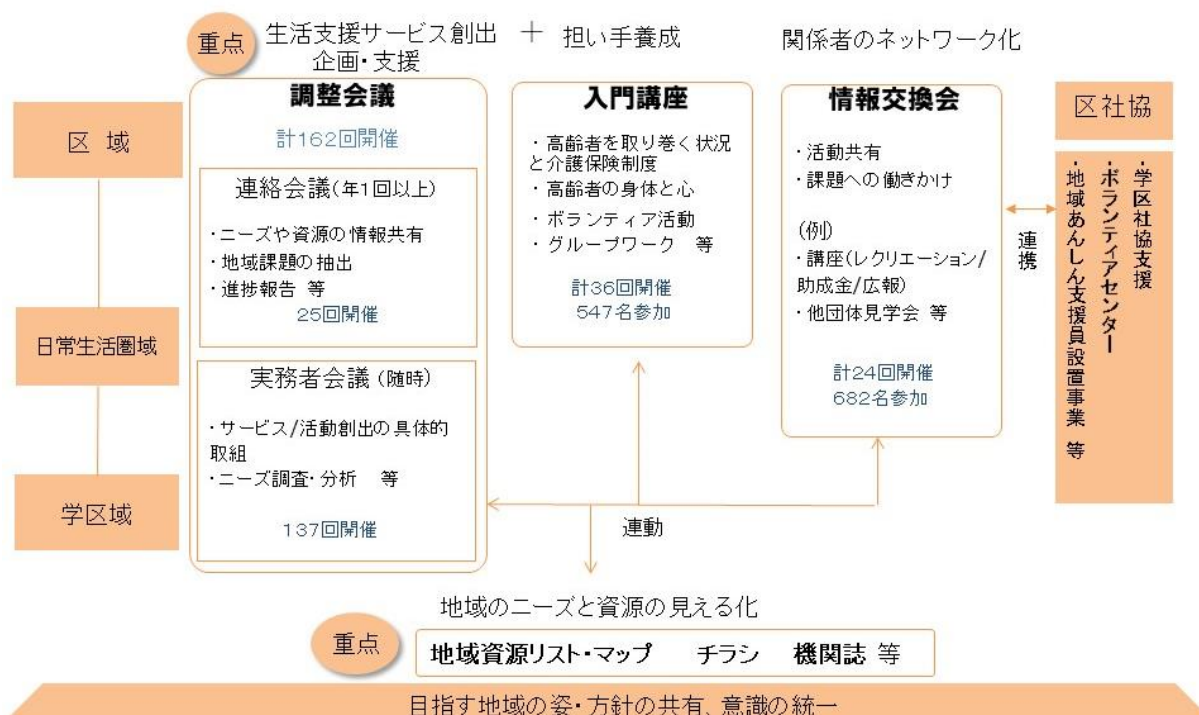 重点
生活支援サービス創出
企画・支援
＋
担い手養成
関係者のネットワーク化
区 域
日常生活圏域
学区域
調整会議
計162回開催
連絡会議(年1回以上)
・ニーズや資源の情報共有
・地域課題の抽出
・進捗報告 等
25回開催
実務者会議(随時)
・サービス/活動創出の具体的
取組
・ニーズ調査・分析 等
137回開催
入門講座
・高齢者を取り巻く状況
と介護保険制度
・高齢者の身体と心
・ボランティア活動
・グループワーク 等
計36回開催
547名参加
情報交換会
・活動共有
・課題への働きかけ
(例)
・講座(レクリエーション/
助成金/広報)
・他団体見学会 等
計24回開催
682名参加
連携
区社協
・学区社協支援
・ボランティアセンター
・地域あんしん支援員設置事業 等
連動
地域のニーズと資源の見える化
重点
地域資源リスト・マップ チラシ 機関誌 等
目指す地域の姿・方針の共有、意識の統一